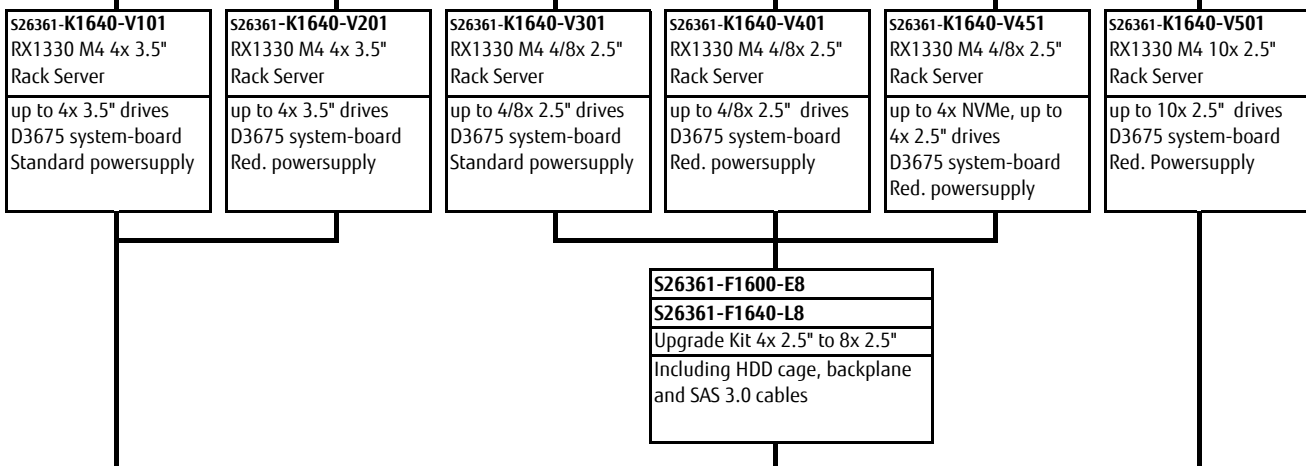 S26361-K1640-V101
RX1330 M4 4x 3.5"
Rack Server
up to 4x 3.5" drives
D3675 system-board
Standard powersupply
S26361-K1640-V201
RX1330 M4 4x 3.5"
Rack Server
up to 4x 3.5" drives
D3675 system-board
Red. powersupply
S26361-K1640-V301
RX1330 M4 4/8x 2.5"
Rack Server
up to 4/8x 2.5" drives
D3675 system-board
Standard powersupply
S26361-K1640-V401
RX1330 M4 4/8x 2.5"
Rack Server
up to 4/8x 2.5"  drives
D3675 system-board
Red. powersupply
S26361-K1640-V451
RX1330 M4 4/8x 2.5"
Rack Server
up to 4x NVMe, up to
4x 2.5" drives
D3675 system-board
Red. powersupply
S26361-K1640-V501
RX1330 M4 10x 2.5"
Rack Server
up to 10x 2.5"  drives
D3675 system-board
Red. Powersupply
S26361-F1600-E8
S26361-F1640-L8
Upgrade Kit 4x 2.5" to 8x 2.5"
Including HDD cage, backplane
and SAS 3.0 cables